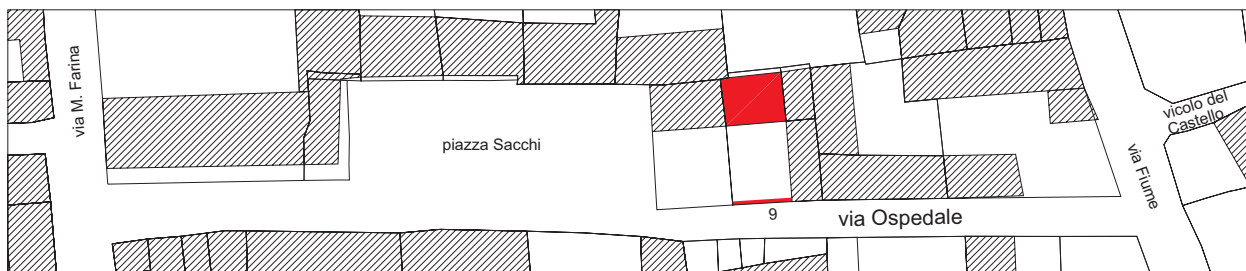 via M. Farina
piazza Sacchi
9
via Ospedale
via Fiume
vicolo del
Castello